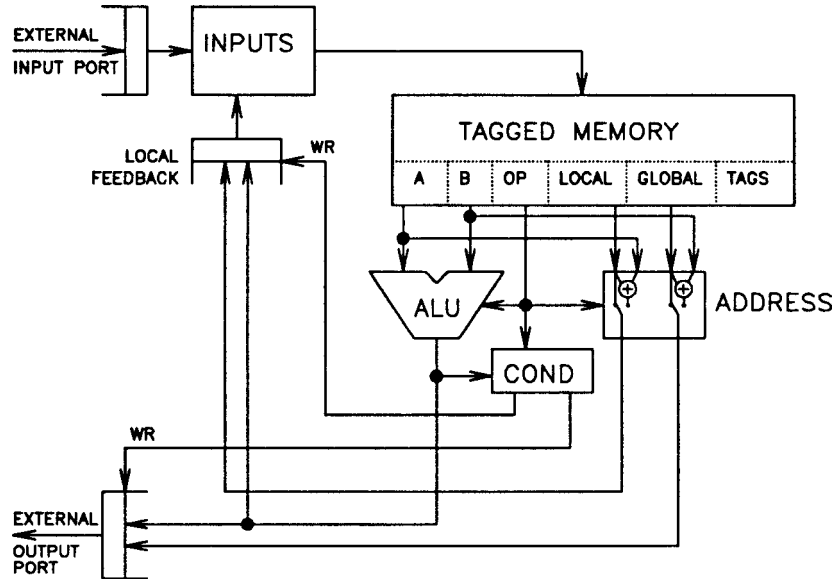 EXTERNAL
INPUT PORT
INPUTS
TAGGED MEMORY
A B OP LOCAL GLOBAL TAGS
LOCAL
FEEDBACK
WR
ALU
ADDRESS
COND
WR
EXTERNAL
OUTPUT
PORT